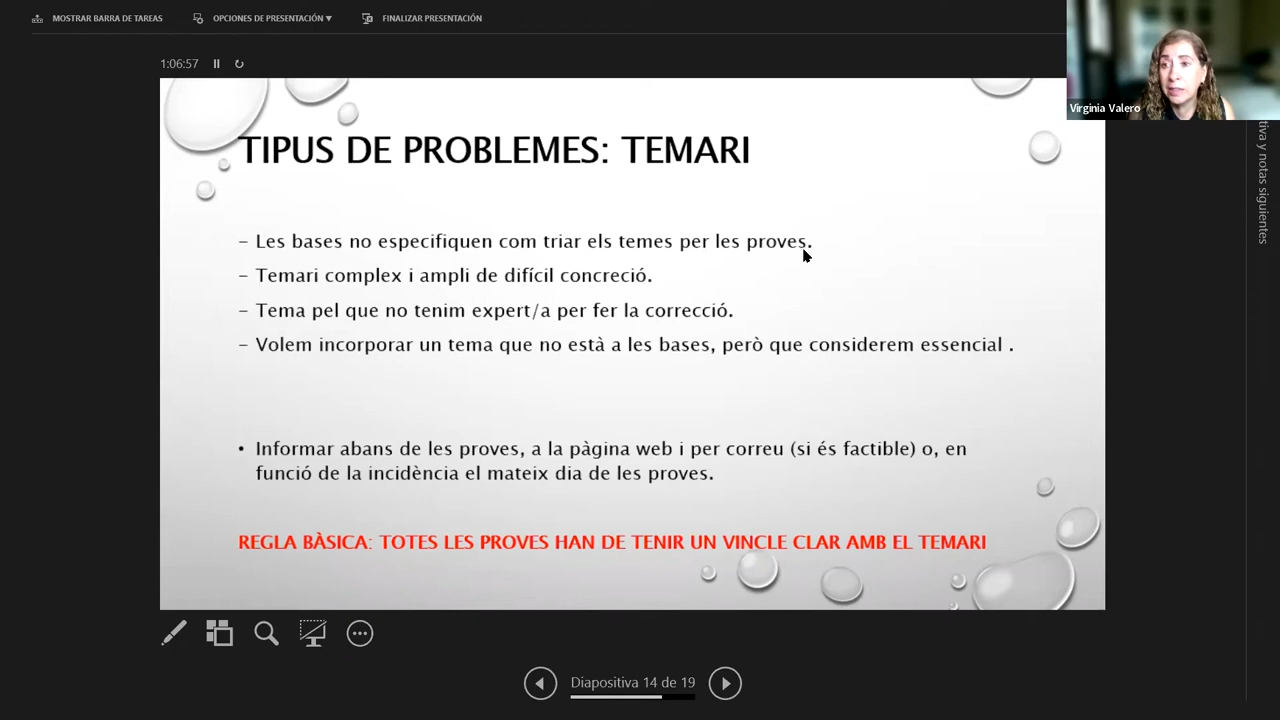 MOSTRAR BARRA DE TAREAS OPCIONES DE PRESENTACIÓN ▼ FINALIZAR PRESENTACIÓN
1:06:57
Virginia Valero
TIPUS DE PROBLEMES: TEMARI
– Les bases no especifiquen com triar els temes per les proves.
– Temari complex i ampli de difícil concreció.
– Tema pel que no tenim expert/a per fer la correcció.
– Volem incorporar un tema que no està a les bases, però que considerem essencial .
• Informar abans de les proves, a la pàgina web i per correu (si és factible) o, en
funció de la incidència el mateix dia de les proves.
REGLA BÀSICA: TOTES LES PROVES HAN DE TENIR UN VINCLE CLAR AMB EL TEMARI
Diapositiva 14 de 19
y notas siguientes